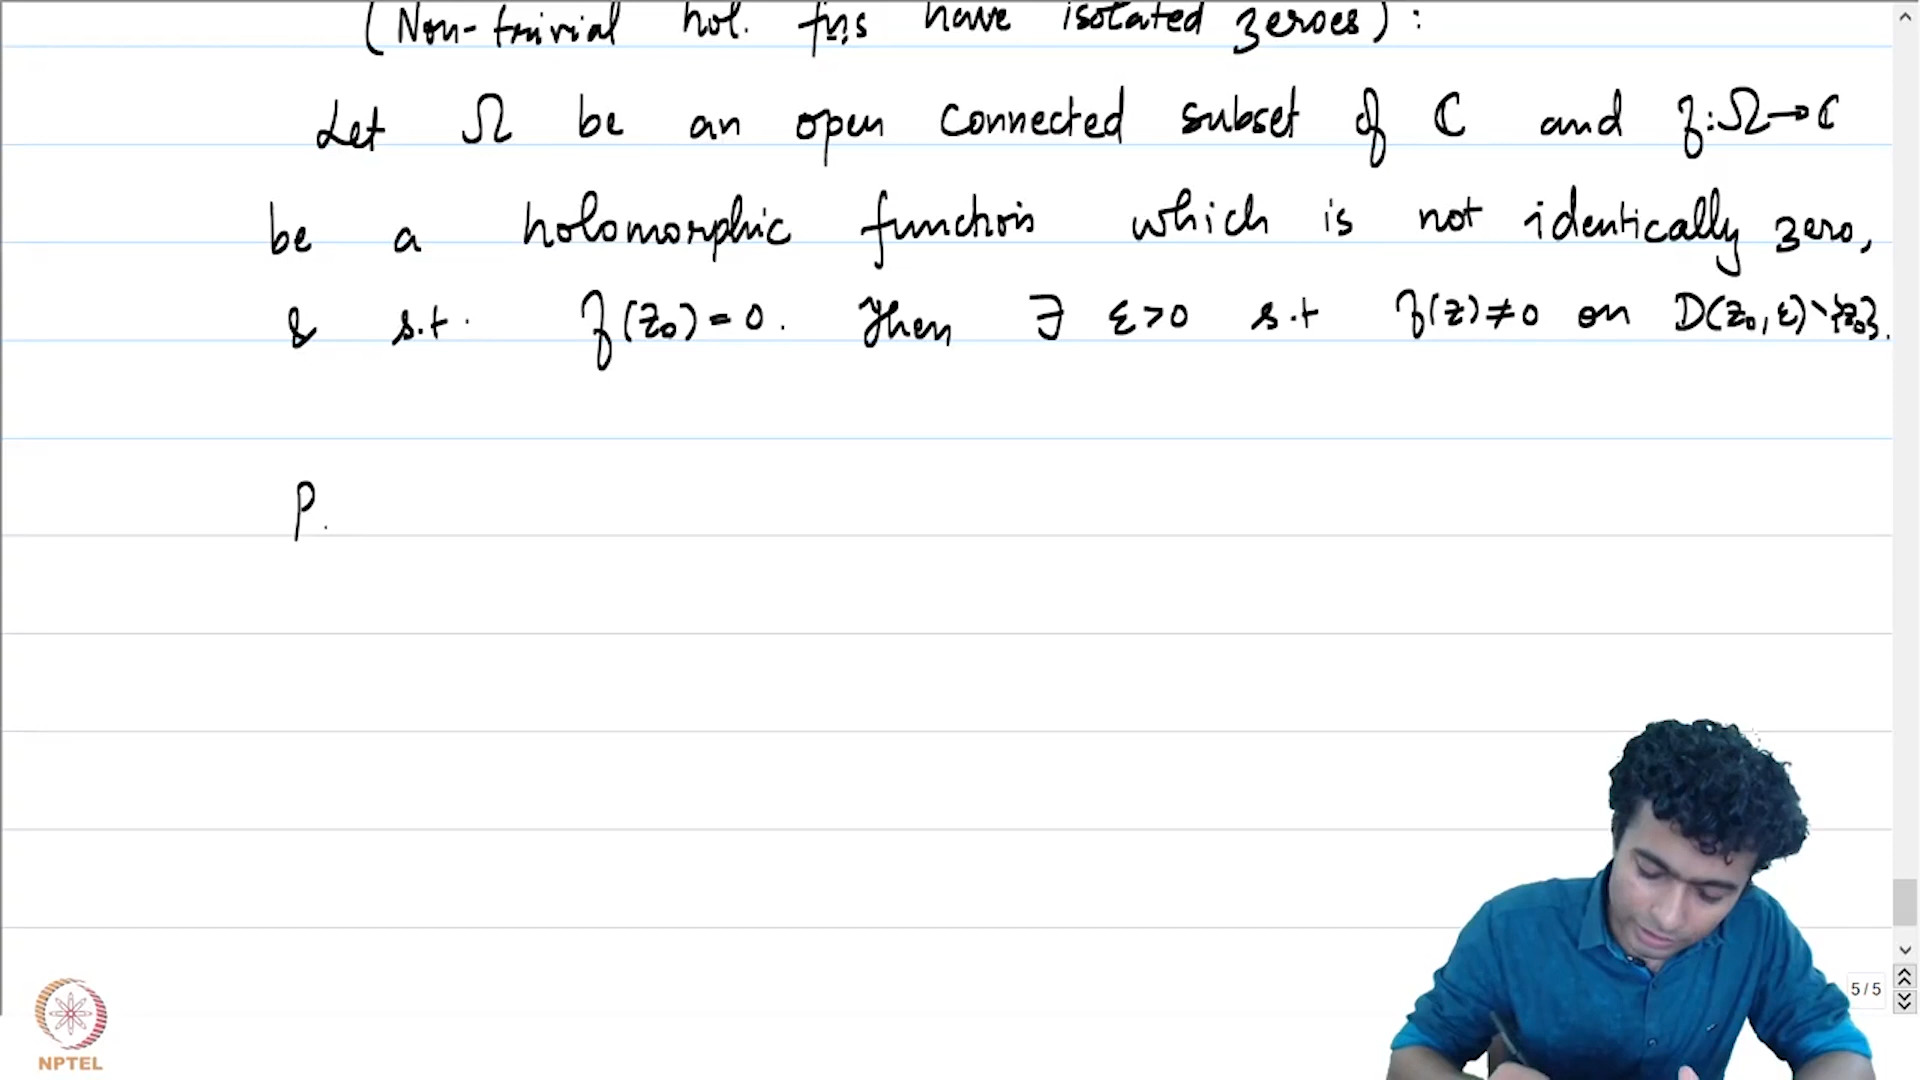 (Non-trivial hol. fns have isolated zeroes) :
Let Ω be an open connected subset of ℂ and f:Ω→ℂ
be a holomorphic function which is not identically zero,
& s.t. f(z₀)=0. Then ∃ ε>0 s.t f(z)≠0 on D(z₀,ε)\{z₀}.
P.
5/5
NPTEL